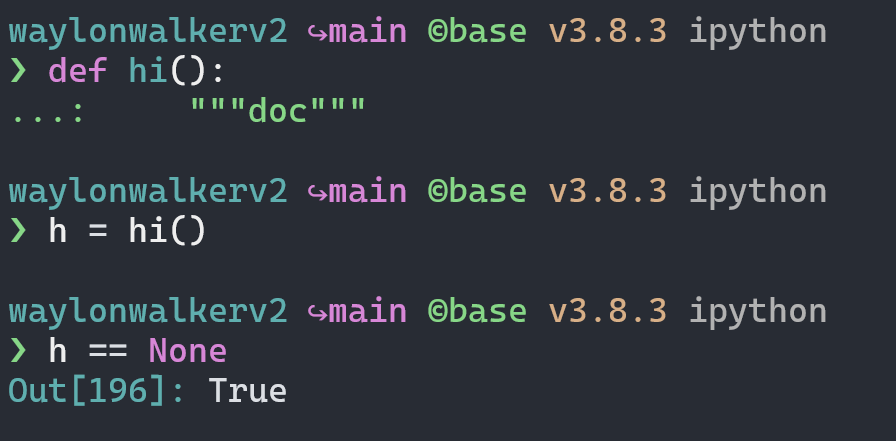 waylonwalkerv2 ↪main ©base v3.8.3 ipython
❯ def hi():
...:     """doc"""
waylonwalkerv2 ↪main ©base v3.8.3 ipython
❯ h = hi()
waylonwalkerv2 ↪main ©base v3.8.3 ipython
❯ h == None
Out[196]: True